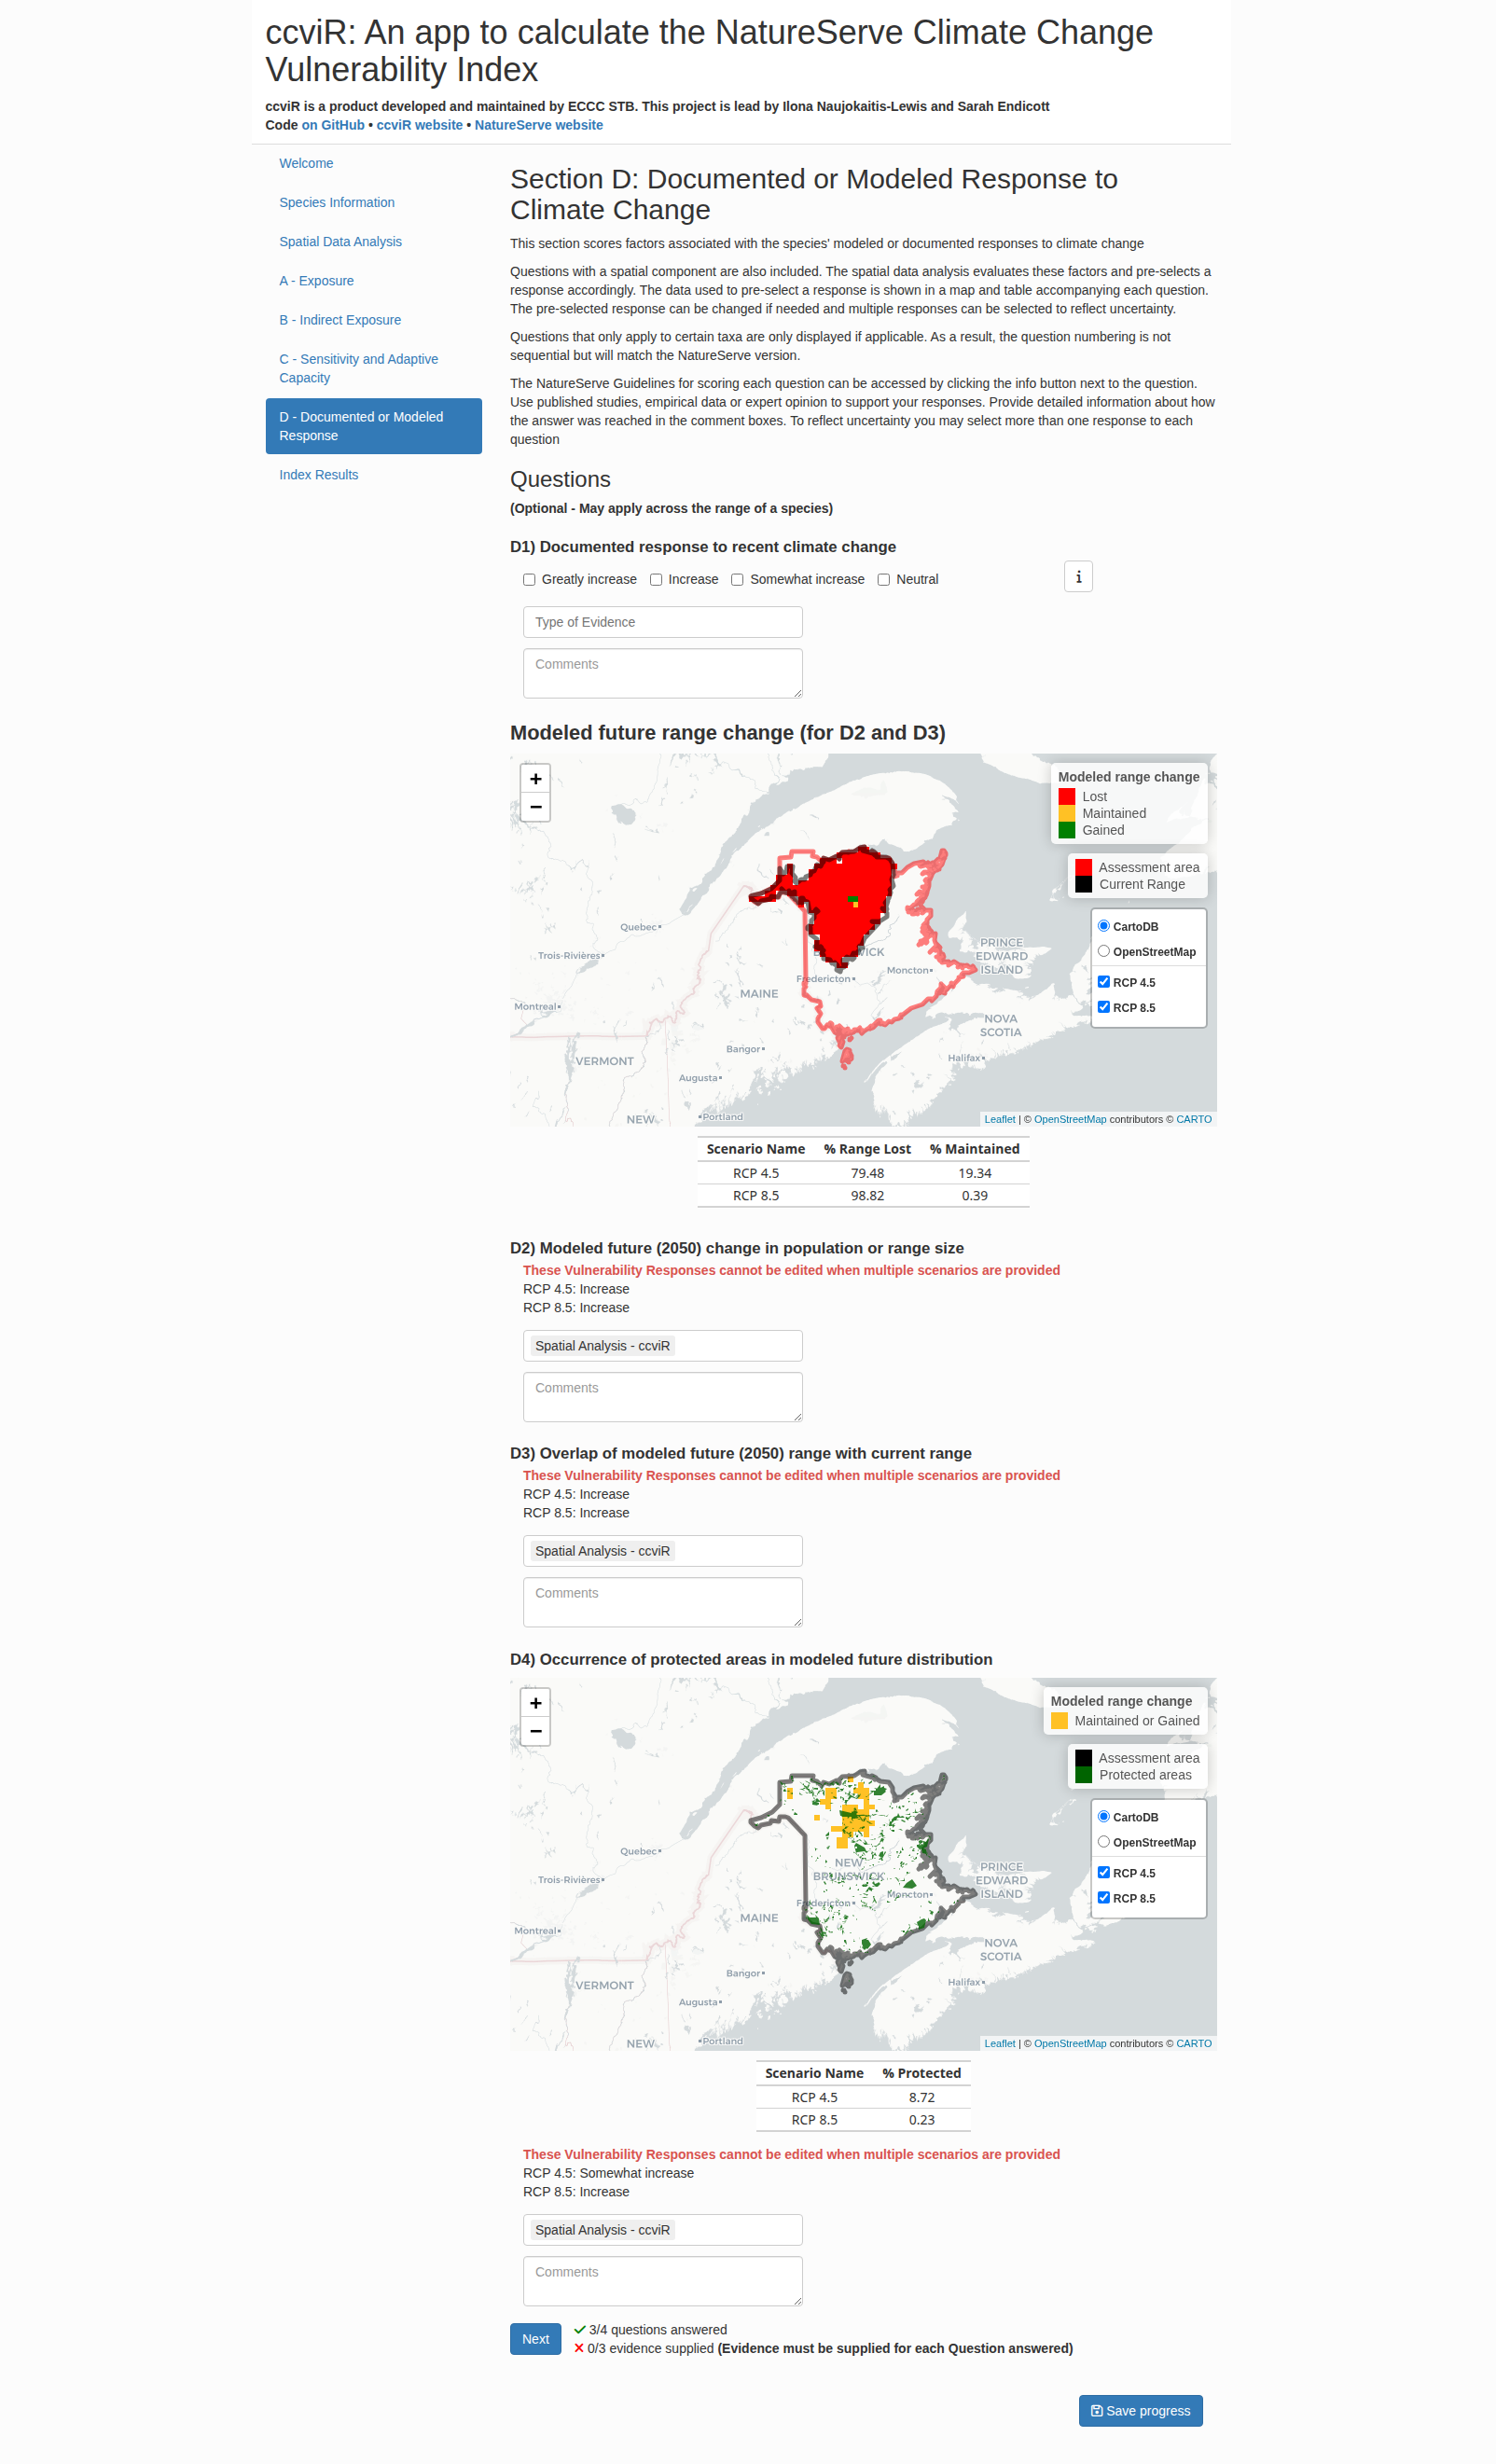 ccviR: An app to calculate the NatureServe Climate Change
Vulnerability Index
ccviR is a product developed and maintained by ECCC STB. This project is lead by Ilona Naujokaitis-Lewis and Sarah Endicott
Code on GitHub • ccviR website • NatureServe website
Welcome
Species Information
Spatial Data Analysis
A - Exposure
B - Indirect Exposure
C - Sensitivity and Adaptive
Capacity
D - Documented or Modeled
Response
Index Results
Section D: Documented or Modeled Response to
Climate Change
This section scores factors associated with the species' modeled or documented responses to climate change
Questions with a spatial component are also included. The spatial data analysis evaluates these factors and pre-selects a
response accordingly. The data used to pre-select a response is shown in a map and table accompanying each question.
The pre-selected response can be changed if needed and multiple responses can be selected to reflect uncertainty.
Questions that only apply to certain taxa are only displayed if applicable. As a result, the question numbering is not
sequential but will match the NatureServe version.
The NatureServe Guidelines for scoring each question can be accessed by clicking the info button next to the question.
Use published studies, empirical data or expert opinion to support your responses. Provide detailed information about how
the answer was reached in the comment boxes. To reflect uncertainty you may select more than one response to each
question
Questions
(Optional - May apply across the range of a species)
D1) Documented response to recent climate change
Greatly increase Increase Somewhat increase Neutral
i
Type of Evidence
Comments
Modeled future range change (for D2 and D3)
+
−
Modeled range change
Lost
Maintained
Gained
Assessment area
Current Range
CartoDB
OpenStreetMap
RCP 4.5
RCP 8.5
Quebec
Trois-Rivières
Montreal
VERMONT
NEW
MAINE
Bangor
Augusta
Portland
Fredericton
Moncton
PRINCE
EDWARD
ISLAND
NOVA
SCOTIA
Halifax
Leaflet | © OpenStreetMap contributors © CARTO
Scenario Name % Range Lost % Maintained
RCP 4.5 79.48 19.34
RCP 8.5 98.82 0.39
D2) Modeled future (2050) change in population or range size
These Vulnerability Responses cannot be edited when multiple scenarios are provided
RCP 4.5: Increase
RCP 8.5: Increase
Spatial Analysis - ccviR
Comments
D3) Overlap of modeled future (2050) range with current range
These Vulnerability Responses cannot be edited when multiple scenarios are provided
RCP 4.5: Increase
RCP 8.5: Increase
Spatial Analysis - ccviR
Comments
D4) Occurrence of protected areas in modeled future distribution
+
−
Modeled range change
Maintained or Gained
Assessment area
Protected areas
CartoDB
OpenStreetMap
RCP 4.5
RCP 8.5
Quebec
Trois-Rivières
Montreal
VERMONT
NEW
MAINE
Bangor
Augusta
Portland
NEW
BRUNSWICK
Fredericton
Moncton
PRINCE
EDWARD
ISLAND
NOVA
SCOTIA
Halifax
Leaflet | © OpenStreetMap contributors © CARTO
Scenario Name % Protected
RCP 4.5 8.72
RCP 8.5 0.23
These Vulnerability Responses cannot be edited when multiple scenarios are provided
RCP 4.5: Somewhat increase
RCP 8.5: Increase
Spatial Analysis - ccviR
Comments
Next
3/4 questions answered
0/3 evidence supplied (Evidence must be supplied for each Question answered)
Save progress